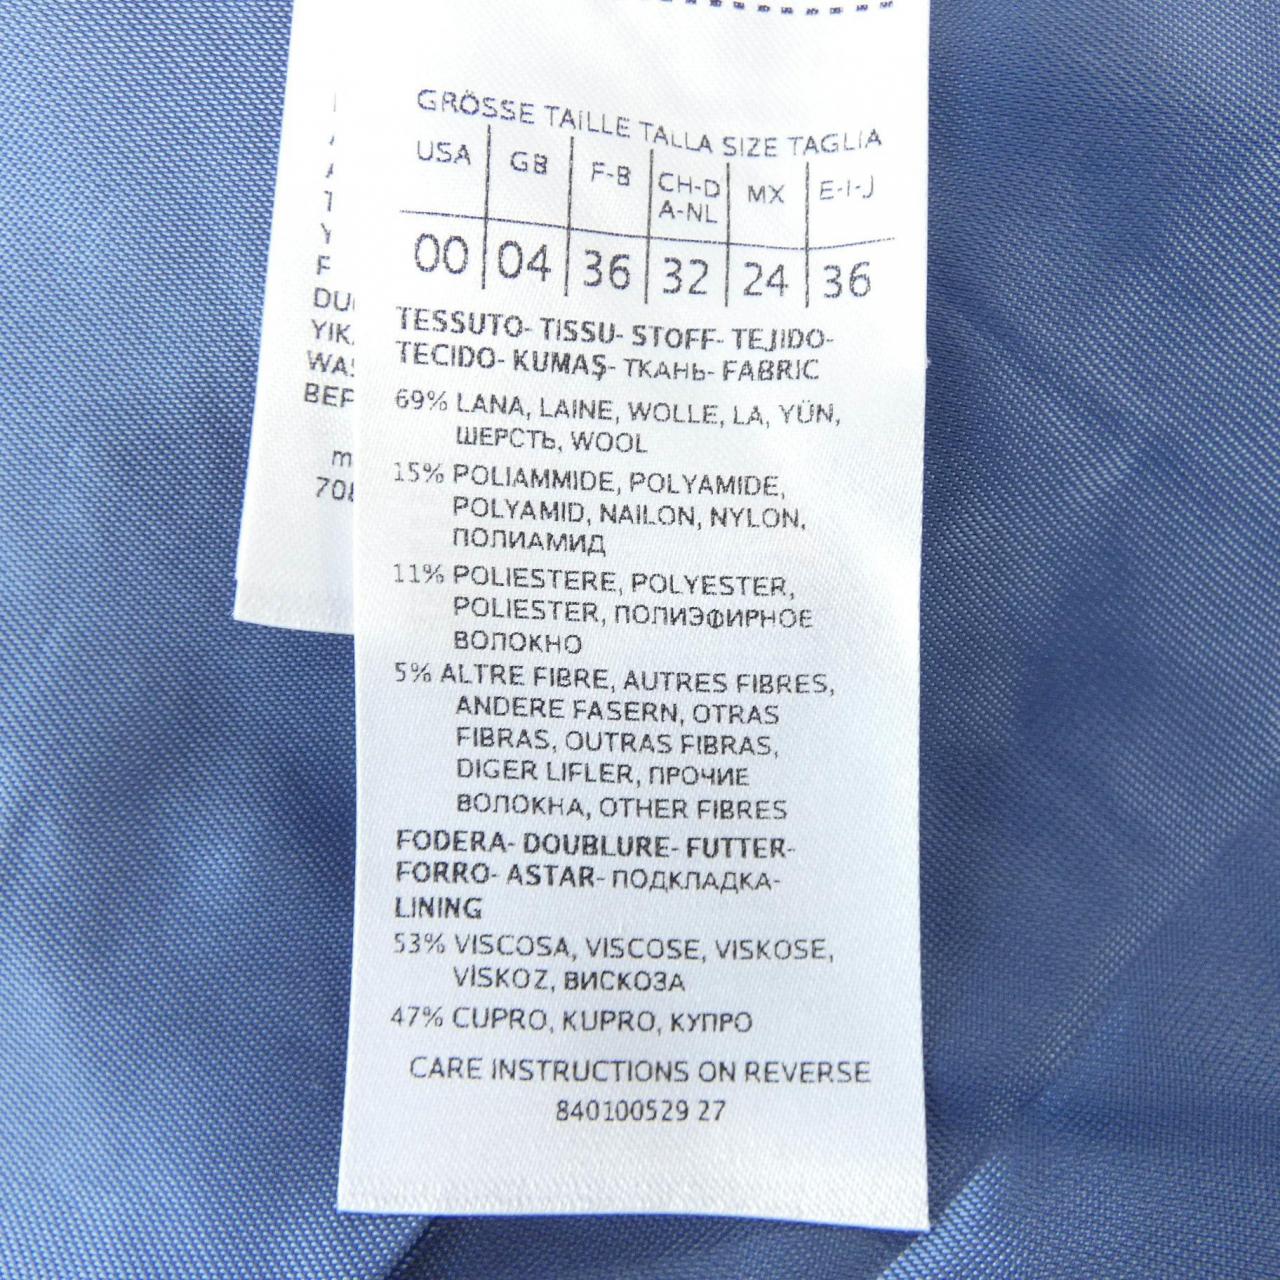 GRÖSSE TAILLE TALLA SIZE TAGLIA
USA GB F-B CH-D A-NL MX E-I-J
00 04 36 32 24 36
TESSUTO- TISSU- STOFF- TEJIDO-
TECIDO- KUMAŞ- ТКАНЬ- FABRIC
69% LANA, LAINE, WOLLE, LA, YÜN,
ШЕРСТЬ, WOOL
15% POLIAMMIDE, POLYAMIDE,
POLYAMID, NAILON, NYLON,
ПОЛИАМИД
11% POLIESTERE, POLYESTER,
POLIESTER, ПОЛИЭФИРНОЕ
ВОЛОКНО
5% ALTRE FIBRE, AUTRES FIBRES,
ANDERE FASERN, OTRAS
FIBRAS, OUTRAS FIBRAS,
DIGER LIFLER, ПРОЧИЕ
ВОЛОКНА, OTHER FIBRES
FODERA- DOUBLURE- FUTTER-
FORRO- ASTAR- ПОДКЛАДКА-
LINING
53% VISCOSA, VISCOSE, VISKOSE,
VİSKOZ, ВИСКОЗА
47% CUPRO, KUPRO, КУПРО
CARE INSTRUCTIONS ON REVERSE
840100529 27